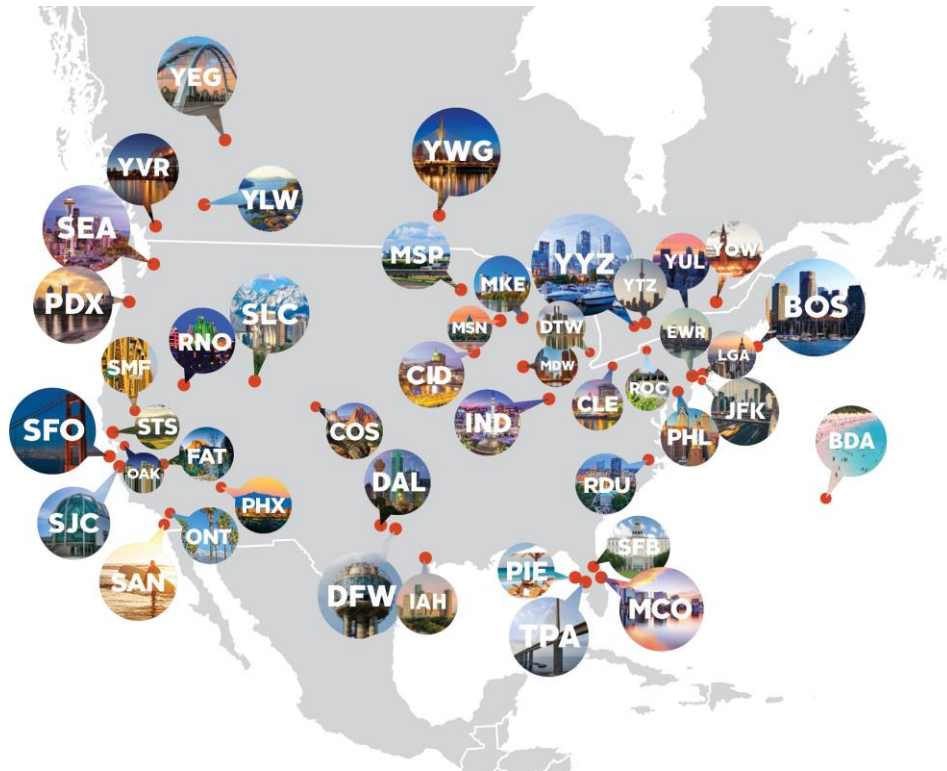 YEG
YVR
YLW
YWG
SEA
MSP
MKE
YYZ
YTZ
YUL
YOW
PDX
BOS
SLC
RNO
SMF
MSN
DTW
EWR
LGA
CID
MDW
CLE
ROC
JFK
SFO
STS
COS
IND
PHL
BDA
OAK
FAT
DAL
RDU
SJC
PHX
ONT
SAN
DFW
IAH
PIE
SFB
TPA
MCO